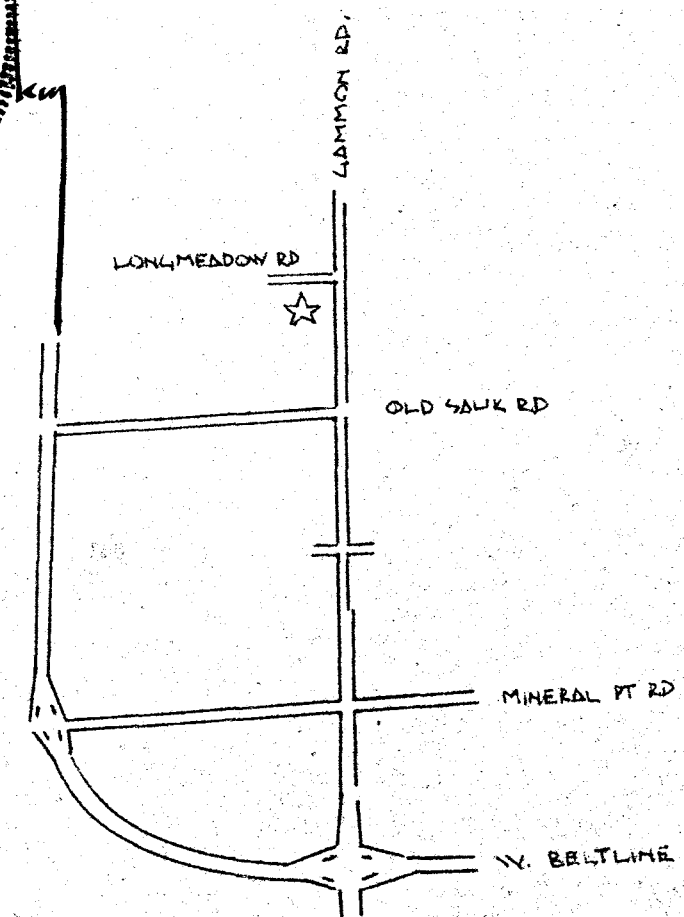 GAMMON RD.
LONGMEADOW RD
OLD SAUK RD
MINERAL PT RD
W. BELTLINE